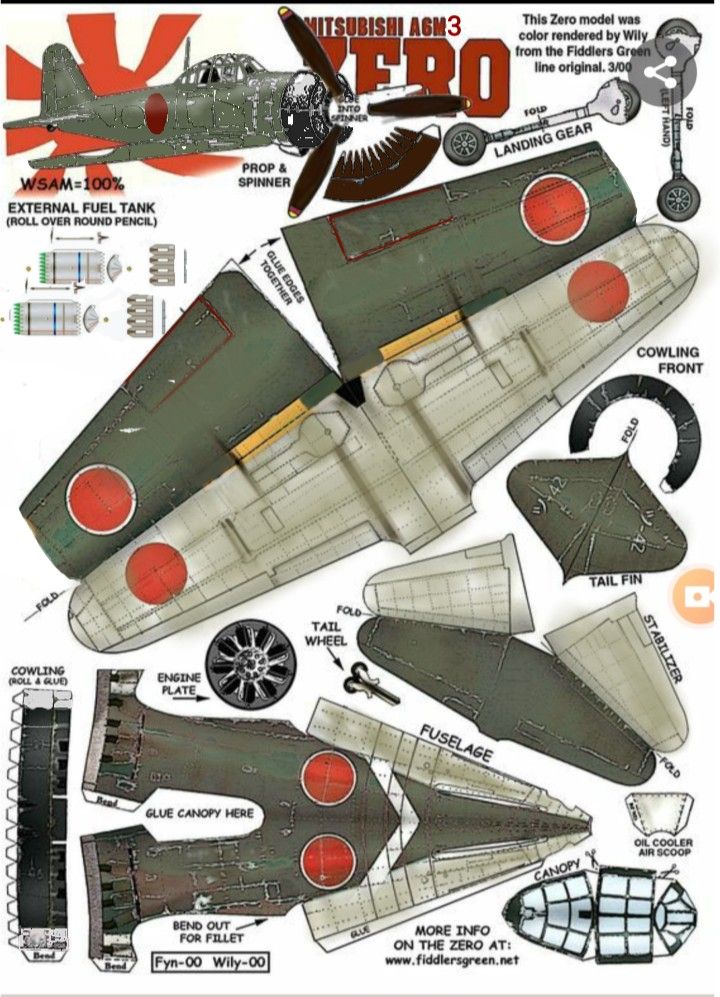 MITSUBISHI A6M3
ZERO
This Zero model was
color rendered by Wily
from the Fiddlers Green
line original. 3/00
GLUE
INTO
SPINNER
FOLD
LANDING GEAR
FOLD
(LEFT HAND)
PROP &
SPINNER
WSAM=100%
EXTERNAL FUEL TANK
(ROLL OVER ROUND PENCIL)
GLUE EDGES
TOGETHER
COWLING
FRONT
FOLD
42
42
TAIL FIN
FOLD
FOLD
TAIL
WHEEL
STABILIZER
FOLD
COWLING
(ROLL & GLUE)
ENGINE
PLATE
FUSELAGE
Bend
GLUE CANOPY HERE
OIL COOLER
AIR SCOOP
CANOPY
BEND OUT
FOR FILLET
GLUE
MORE INFO
ON THE ZERO AT:
www.fiddlersgreen.net
Bend
Bend
Fyn-00 Wily-00